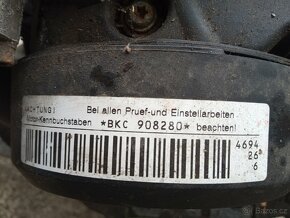 ACHTUNG! Bei allen Pruef-und Einstellarbeiten
Motor-Kennbuchstaben *BKC 908280* beachten!
4694
26
6